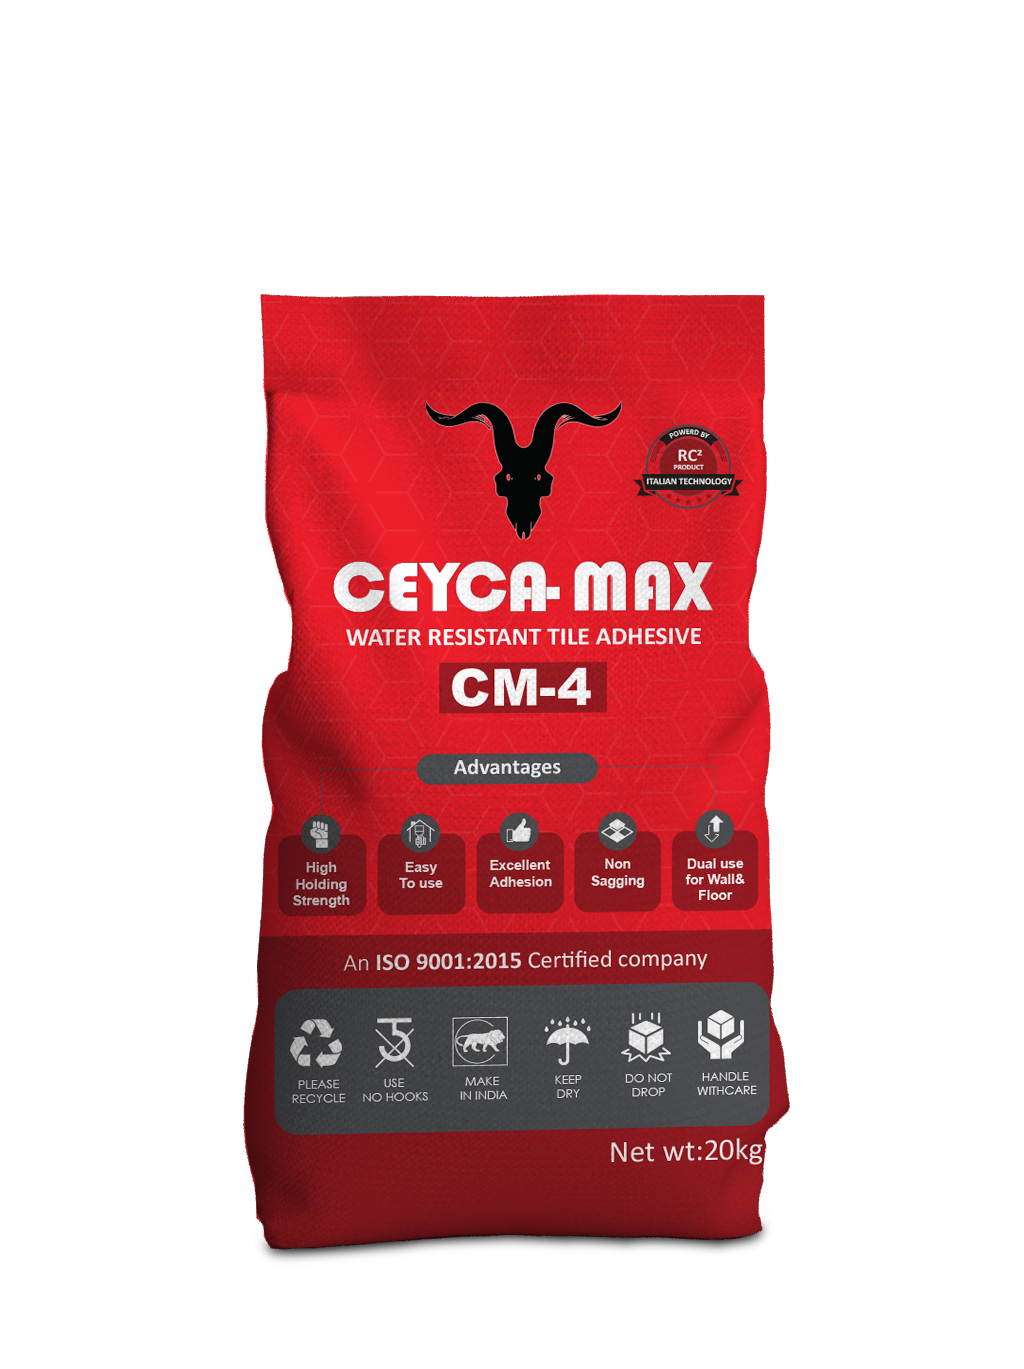 POWERD BY
RC²
PRODUCT
ITALIAN TECHNOLOGY
CEYCA-MAX
WATER RESISTANT TILE ADHESIVE
CM-4
Advantages
High
Holding
Strength
Easy
To use
Excellent
Adhesion
Non
Sagging
Dual use
for Wall&
Floor
An ISO 9001:2015 Certified company
PLEASE
RECYCLE
USE
NO HOOKS
MAKE
IN INDIA
KEEP
DRY
DO NOT
DROP
HANDLE
WITHCARE
Net wt:20kg